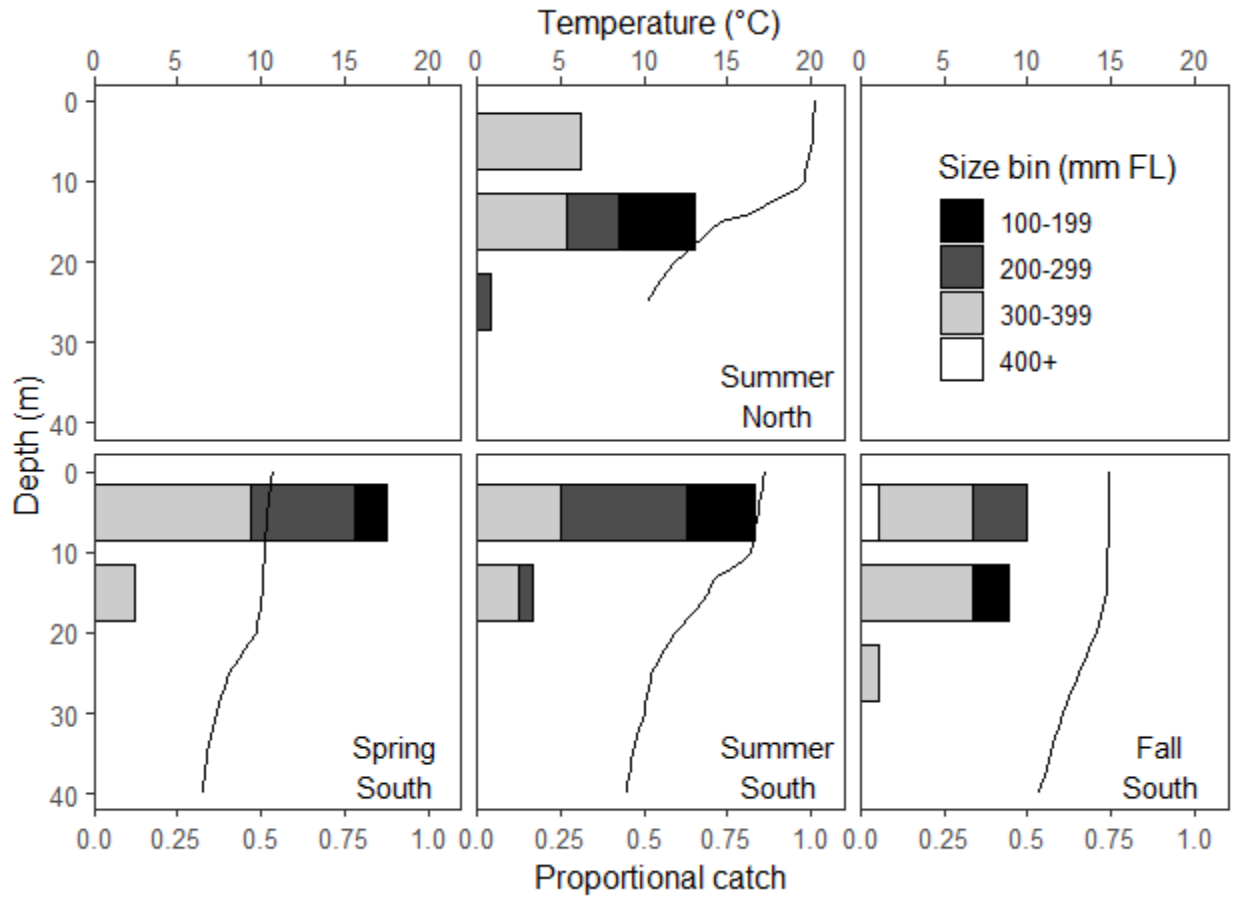 Temperature (°C)
0 5 10 15 20 0 5 10 15 20 0 5 10 15 20
0
10
20
30
40
Size bin (mm FL)
100-199
200-299
300-399
400+
Summer
North
Depth (m)
0
10
20
30
40
Spring
South
Summer
South
Fall
South
0.0 0.25 0.5 0.75 1.0 0.0 0.25 0.5 0.75 1.0 0.0 0.25 0.5 0.75 1.0
Proportional catch